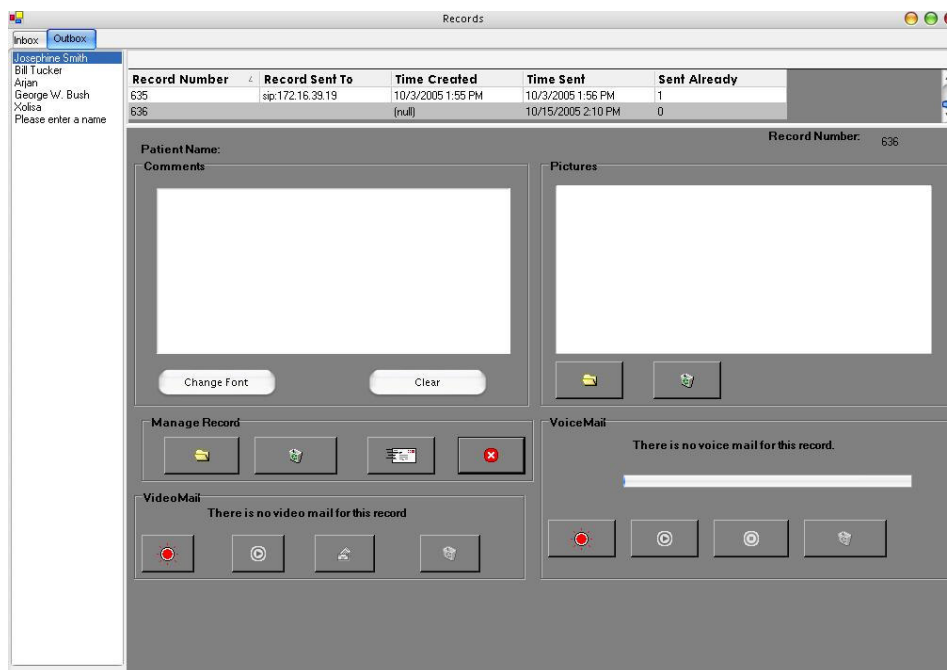 Records
Inbox Outbox
Josephine Smith
Bill Tucker
Arjan
George W. Bush
Xolisa
Please enter a name
Record Number Record Sent To Time Created Time Sent Sent Already
635 sip:172.16.39.19 10/3/2005 1:55 PM 10/3/2005 1:56 PM 1
636 (null) 10/15/2005 2:10 PM 0
Patient Name: Record Number: 636
Comments Pictures
Change Font Clear
Manage Record VoiceMail
There is no voice mail for this record.
VideoMail
There is no video mail for this record